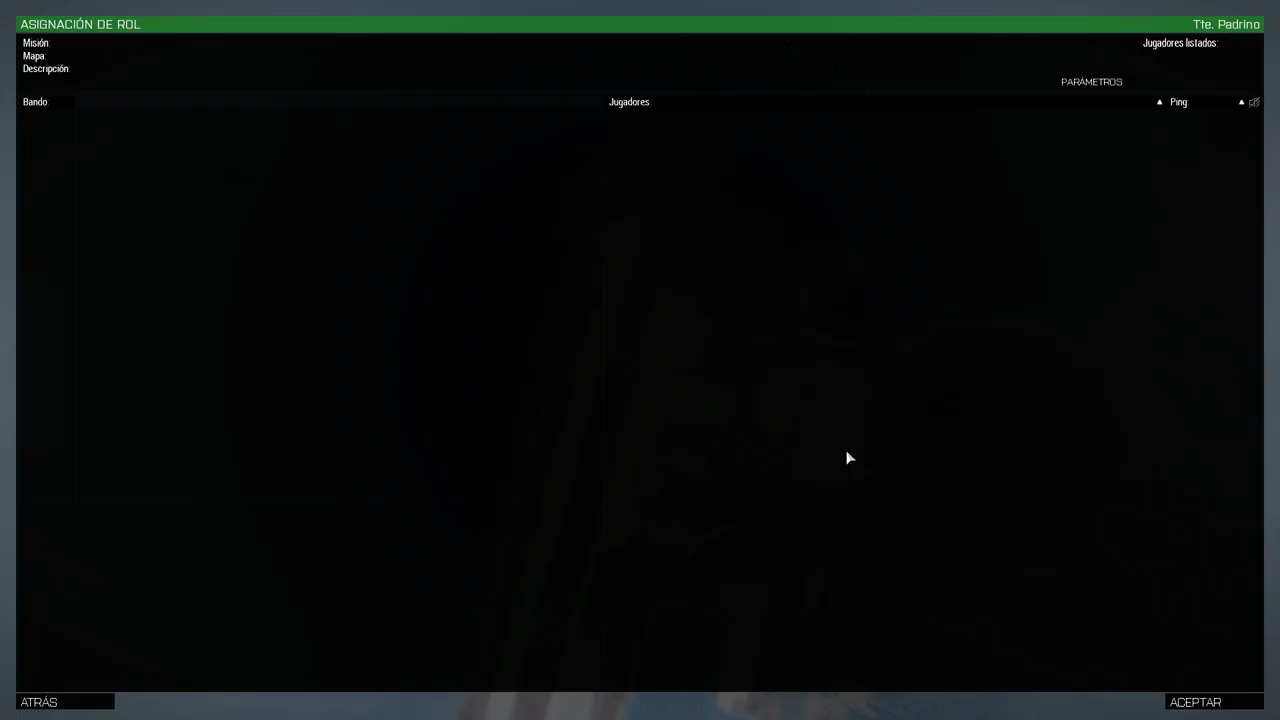 ASIGNACIÓN DE ROL
Tte. Padrino
Misión:
Jugadores listados:
Mapa:
Descripción:
PARÁMETROS
Bando:
Jugadores:
Ping
ATRÁS
ACEPTAR